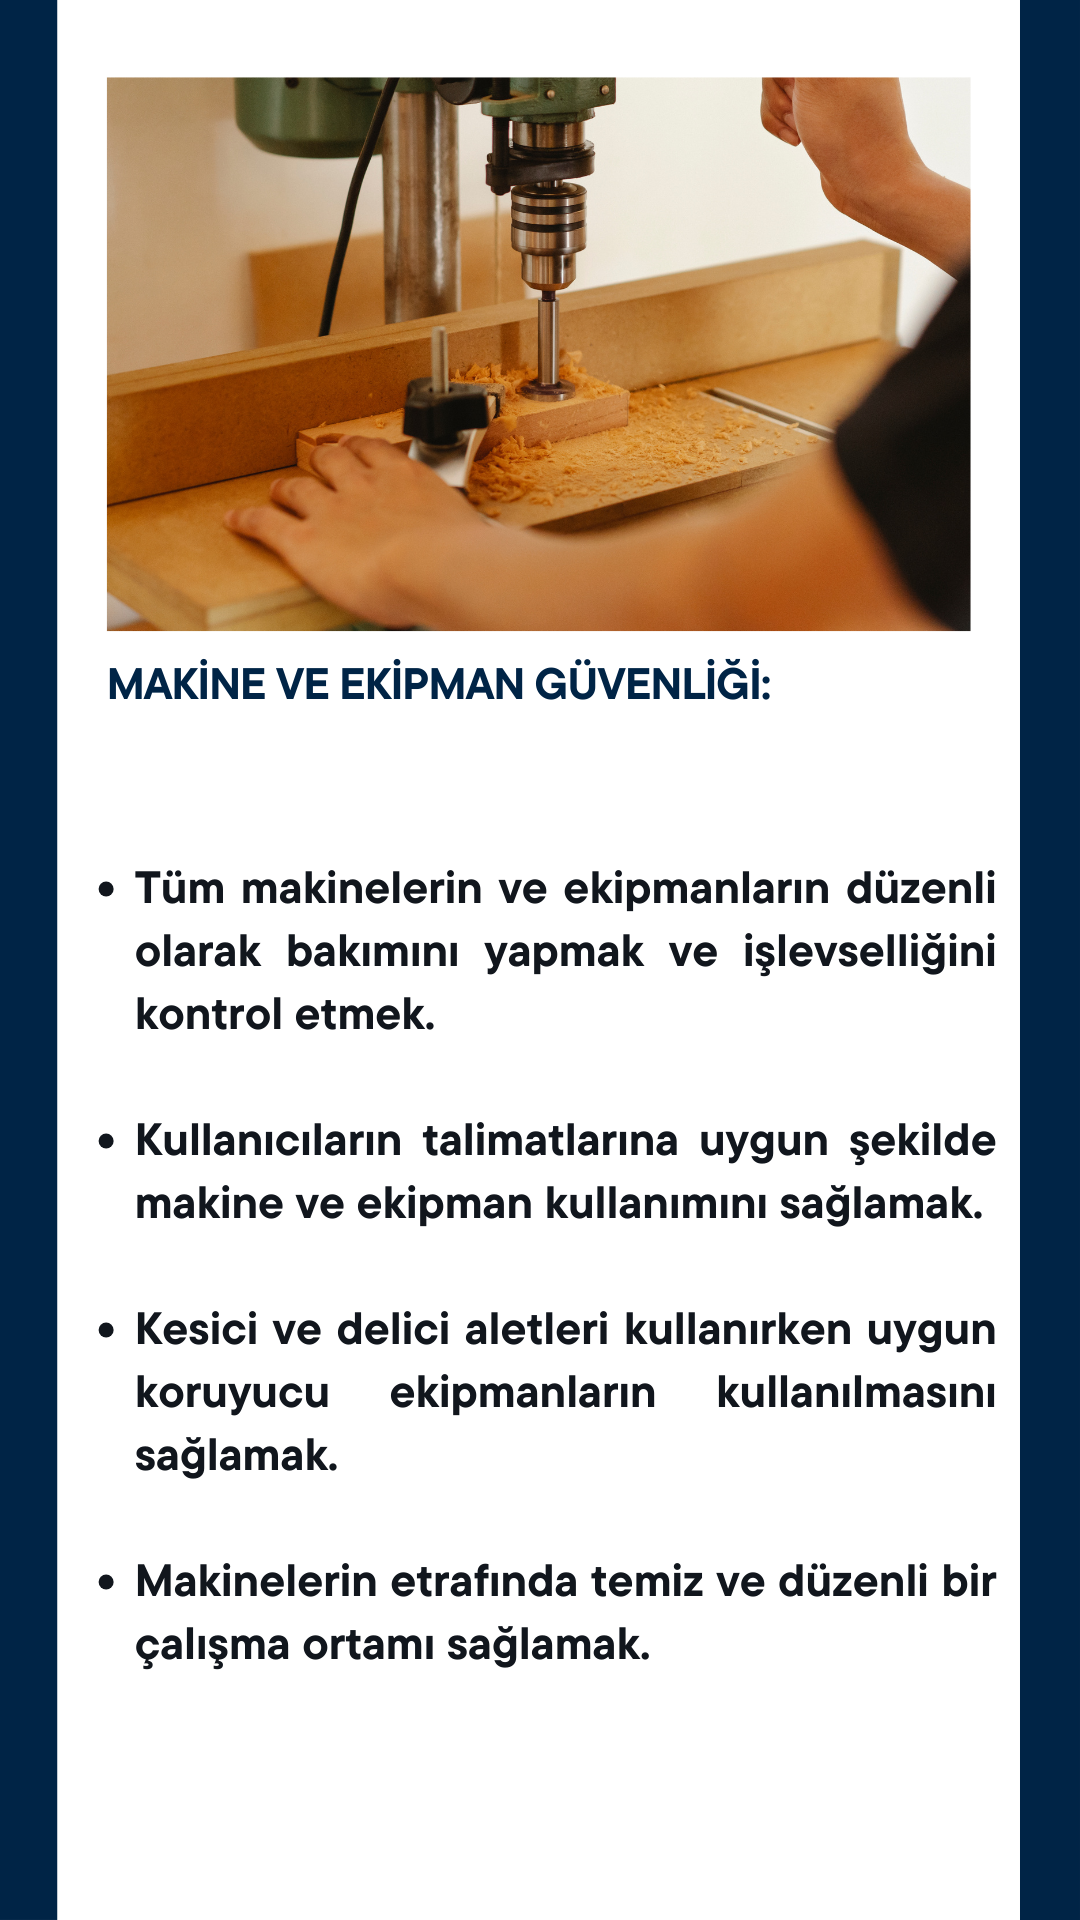 MAKİNE VE EKİPMAN GÜVENLİĞİ:
• Tüm makinelerin ve ekipmanların düzenli
olarak bakımını yapmak ve işlevselliğini
kontrol etmek.
• Kullanıcıların talimatlarına uygun şekilde
makine ve ekipman kullanımını sağlamak.
• Kesici ve delici aletleri kullanırken uygun
koruyucu ekipmanların kullanılmasını
sağlamak.
• Makinelerin etrafında temiz ve düzenli bir
çalışma ortamı sağlamak.